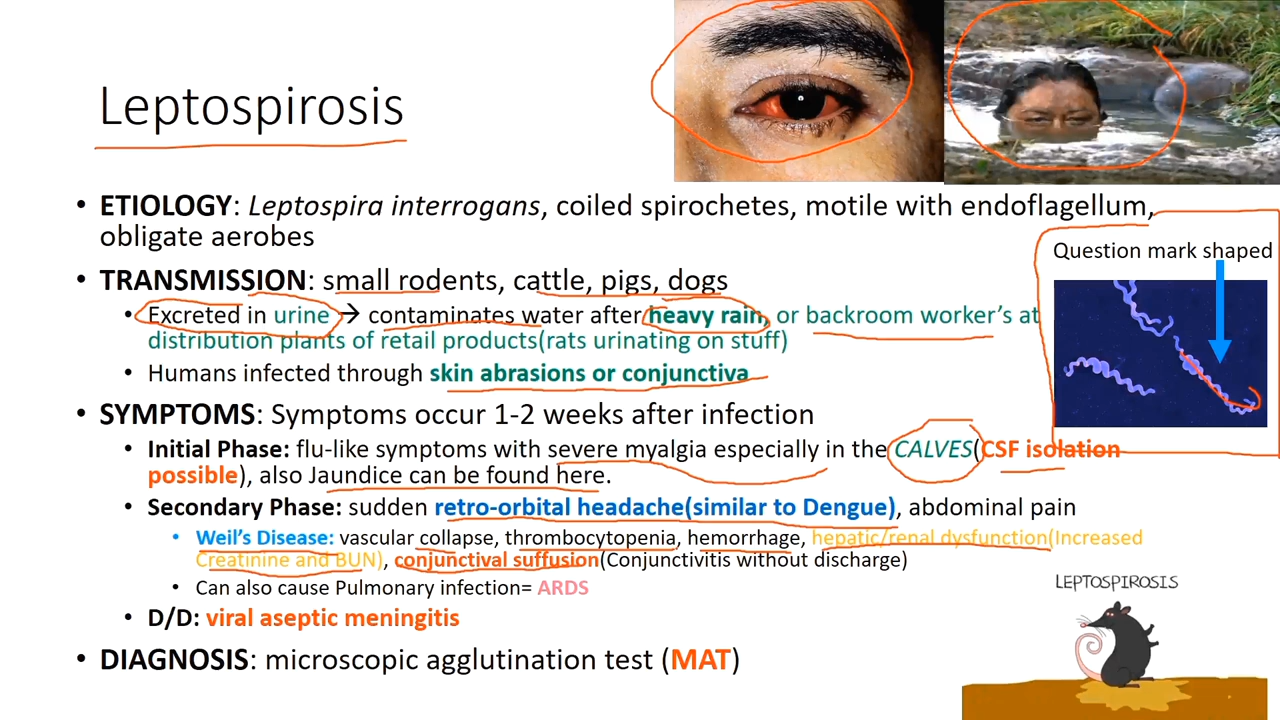 Leptospirosis
• ETIOLOGY: Leptospira interrogans, coiled spirochetes, motile with endoflagellum,
obligate aerobes
Question mark shaped
• TRANSMISSION: small rodents, cattle, pigs, dogs
• Excreted in urine → contaminates water after heavy rain, or backroom worker's at
distribution plants of retail products(rats urinating on stuff)
• Humans infected through skin abrasions or conjunctiva
• SYMPTOMS: Symptoms occur 1-2 weeks after infection
• Initial Phase: flu-like symptoms with severe myalgia especially in the CALVES(CSF isolation
possible), also Jaundice can be found here.
• Secondary Phase: sudden retro-orbital headache(similar to Dengue), abdominal pain
• Weil's Disease: vascular collapse, thrombocytopenia, hemorrhage, hepatic/renal dysfunction(Increased
Creatinine and BUN), conjunctival suffusion(Conjunctivitis without discharge)
• Can also cause Pulmonary infection= ARDS
• D/D: viral aseptic meningitis
• DIAGNOSIS: microscopic agglutination test (MAT)
LEPTOSPIROSIS